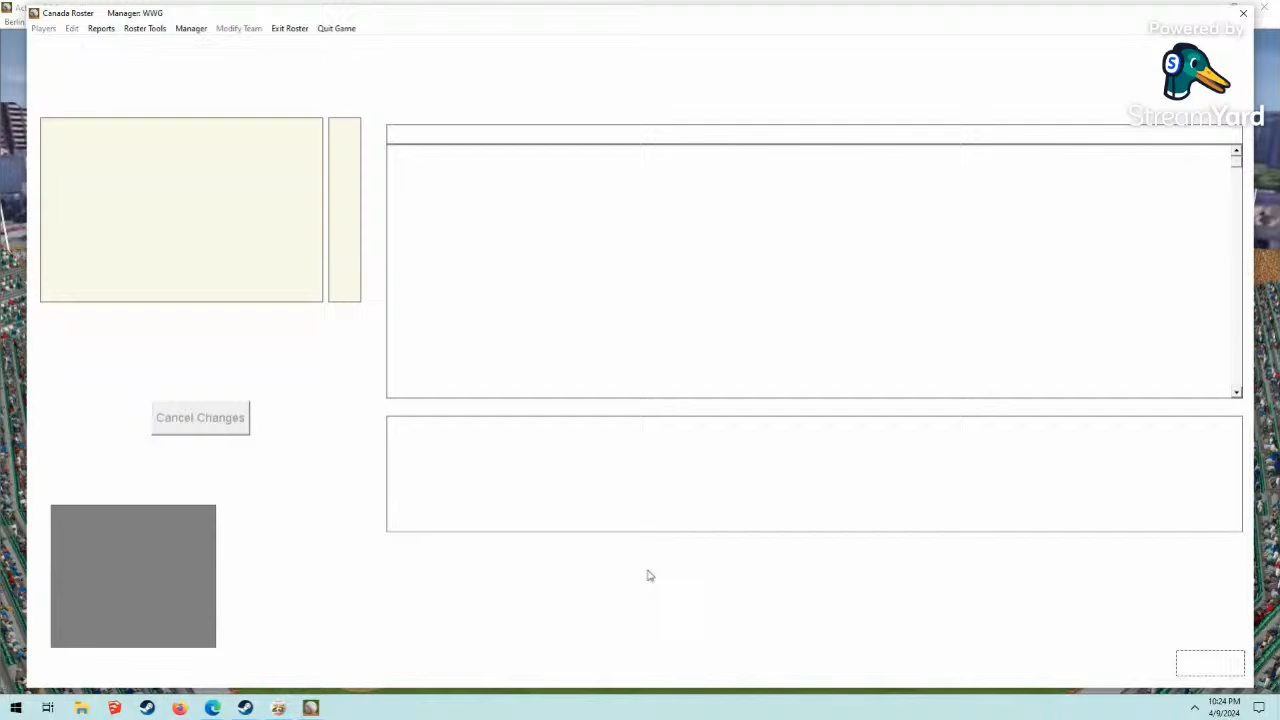 Canada Roster Manager: WWG
Players Edit Reports Roster Tools Manager Modify Team Exit Roster Quit Game
Powered by
S
StreamYard
Cancel Changes
10:24 PM
4/9/2024